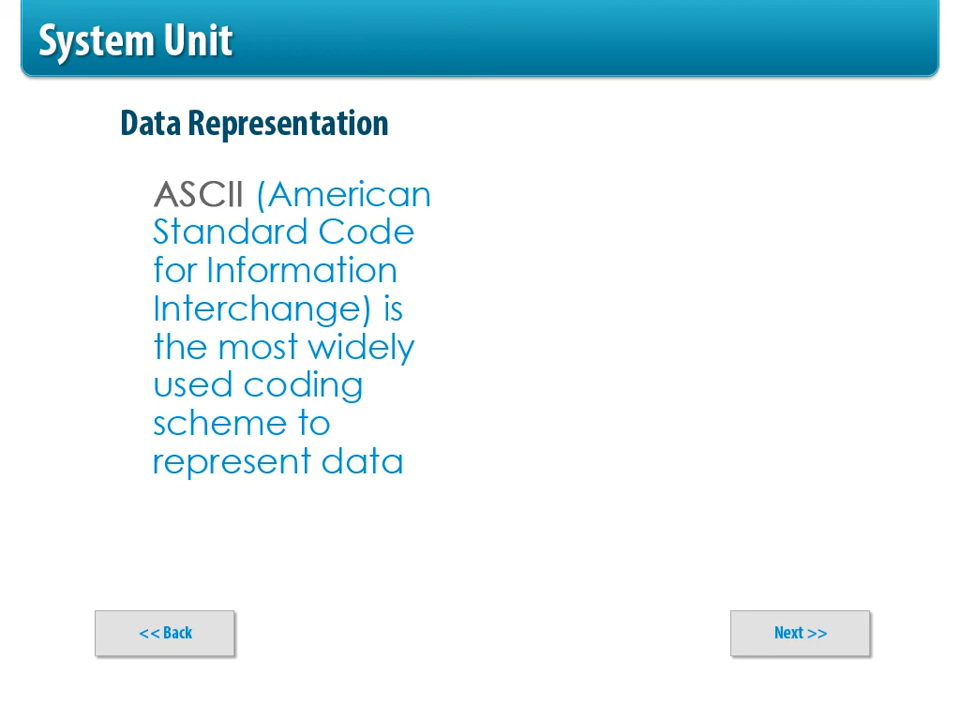 System Unit
Data Representation
ASCII (American
Standard Code
for Information
Interchange) is
the most widely
used coding
scheme to
represent data
<< Back
Next >>